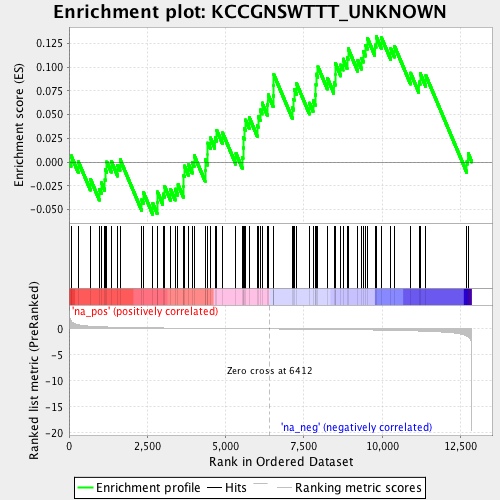 Enrichment plot: KCCGNSWTTT_UNKNOWN
Enrichment score (ES)
0.125
0.100
0.075
0.050
0.025
0.000
-0.025
-0.050
'na_pos' (positively correlated)
Ranked list metric (PreRanked)
0
-5
-10
-15
-20
Zero cross at 6412
'na_neg' (negatively correlated)
0
2,500
5,000
7,500
10,000
12,500
Rank in Ordered Dataset
Enrichment profile
Hits
Ranking metric scores